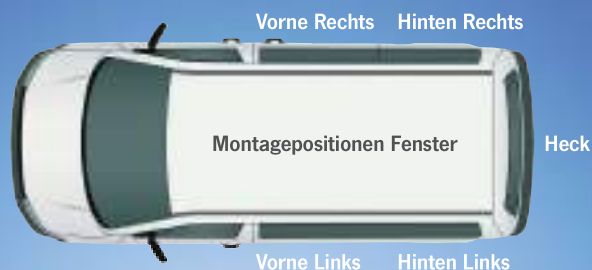 Vorne Rechts Hinten Rechts
Montagepositionen Fenster
Heck
Vorne Links Hinten Links